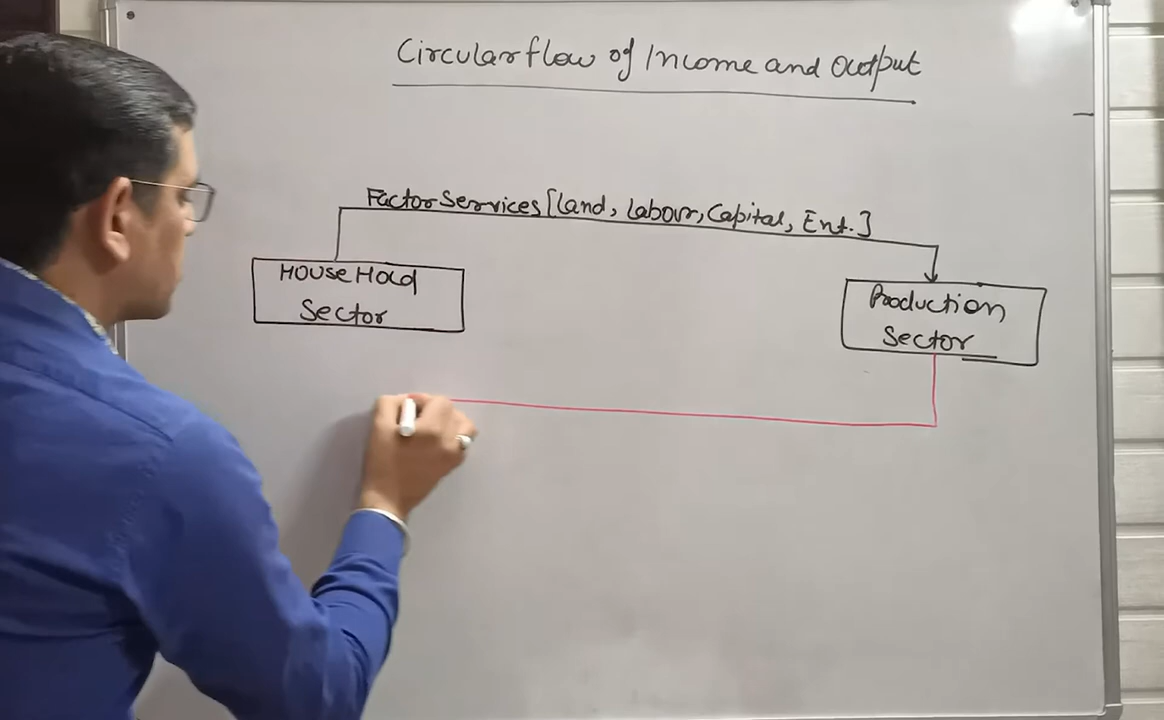 Circular flow of Income and Output
Factor Services [Land, Labour, Capital, Ent.]
House Hold
Sector
Production
Sector